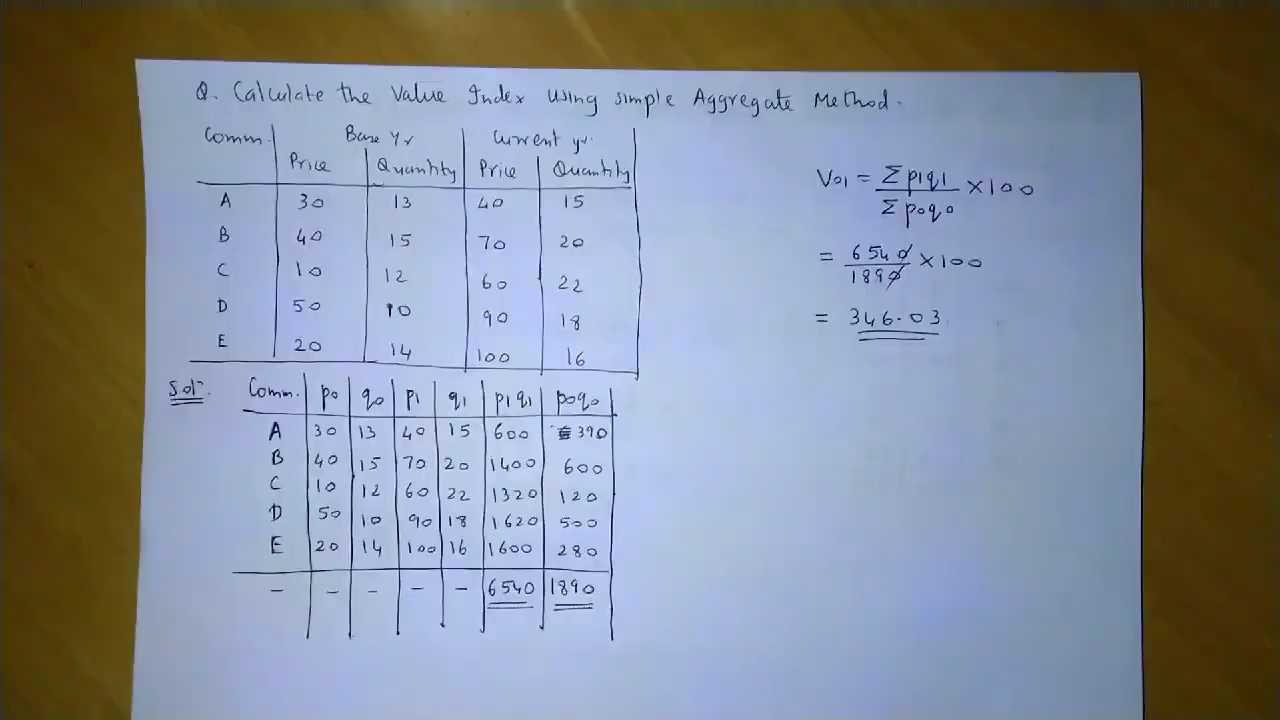 Q. Calculate the Value Index using simple Aggregate Method.
Comm. Base Yr Current yr.
Price Quantity Price Quantity
A 30 13 40 15
B 40 15 70 20
C 10 12 60 22
D 50 10 90 18
E 20 14 100 16
V01 = Σp1q1 / Σp0q0 × 100
= 6540 / 1890 × 100
= 346.03
Soln.
Comm. p0 q0 p1 q1 p1q1 p0q0
A 30 13 40 15 600 390
B 40 15 70 20 1400 600
C 10 12 60 22 1320 120
D 50 10 90 18 1620 500
E 20 14 100 16 1600 280
- - - - - 6540 1890